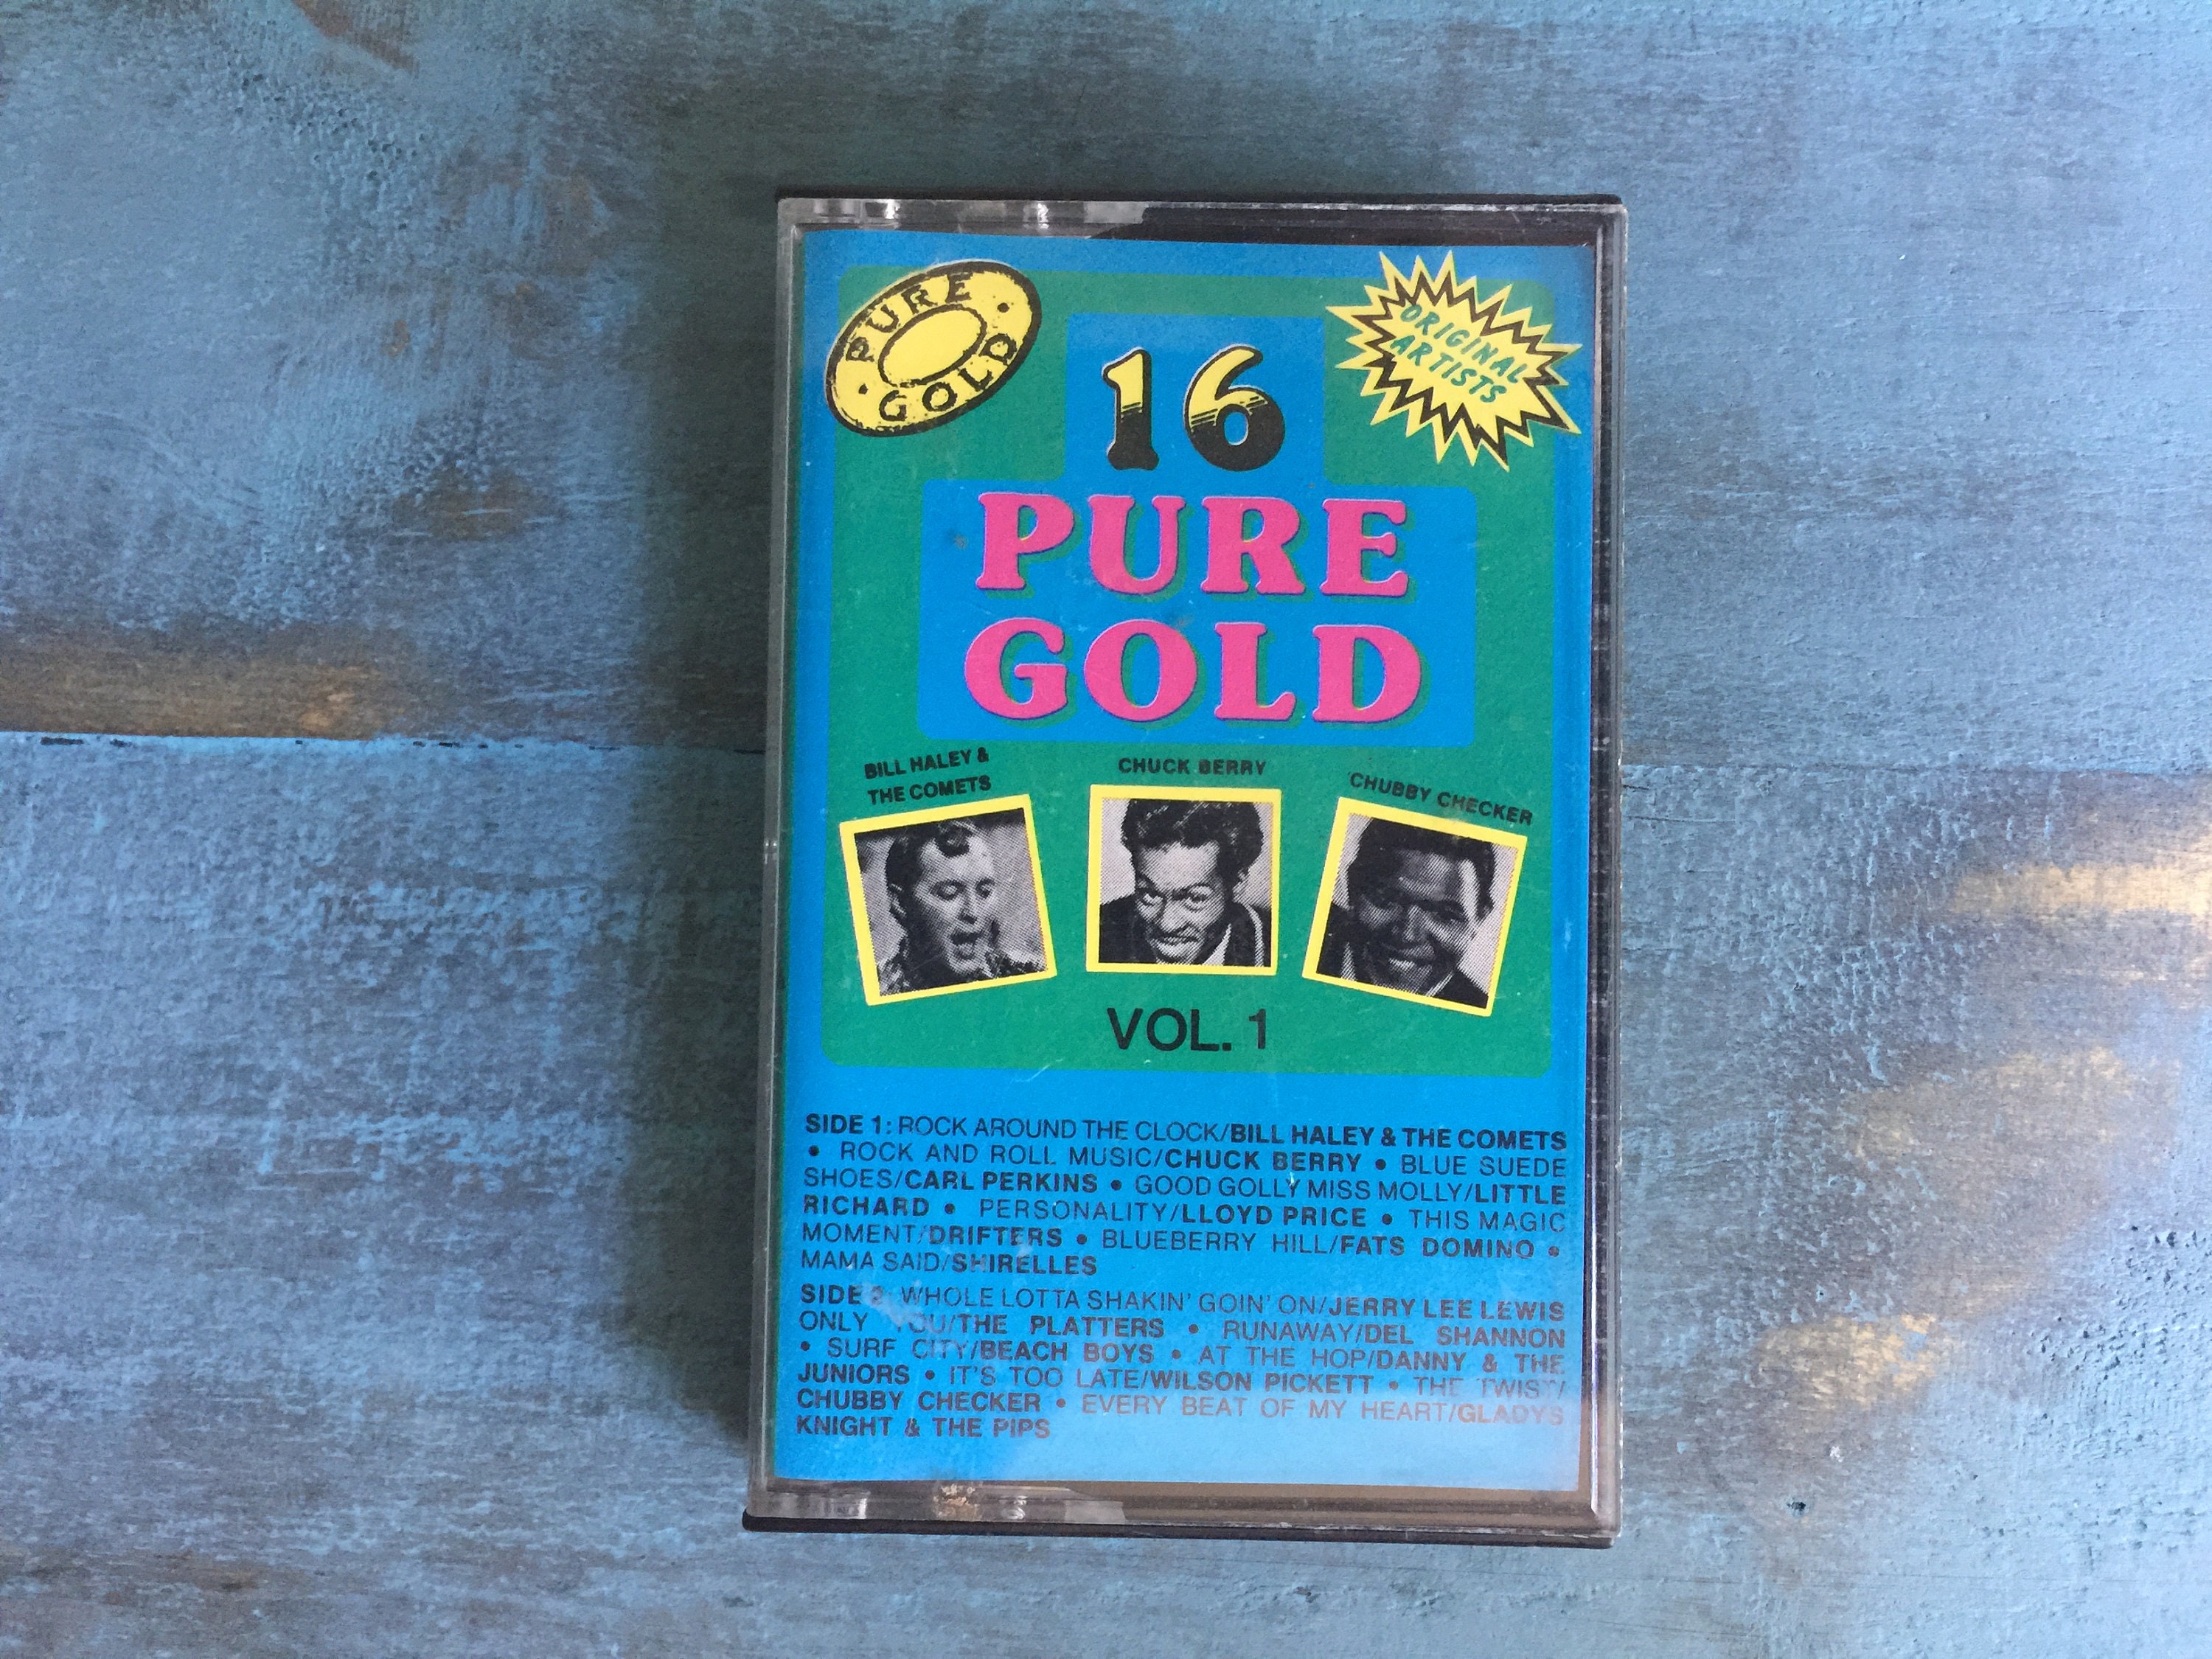 PURE
GOLD
ORIGINAL
ARTISTS
16
PURE
GOLD
BILL HALEY &
THE COMETS
CHUCK BERRY
CHUBBY CHECKER
VOL. 1
SIDE 1: ROCK AROUND THE CLOCK/BILL HALEY & THE COMETS
• ROCK AND ROLL MUSIC/CHUCK BERRY • BLUE SUEDE
SHOES/CARL PERKINS • GOOD GOLLY MISS MOLLY/LITTLE
RICHARD • PERSONALITY/LLOYD PRICE • THIS MAGIC
MOMENT/DRIFTERS • BLUEBERRY HILL/FATS DOMINO •
MAMA SAID/SHIRELLES
SIDE 2: WHOLE LOTTA SHAKIN' GOIN' ON/JERRY LEE LEWIS
ONLY YOU/THE PLATTERS • RUNAWAY/DEL SHANNON
• SURF CITY/BEACH BOYS • AT THE HOP/DANNY & THE
JUNIORS • IT'S TOO LATE/WILSON PICKETT • THE TWIST/
CHUBBY CHECKER • EVERY BEAT OF MY HEART/GLADYS
KNIGHT & THE PIPS